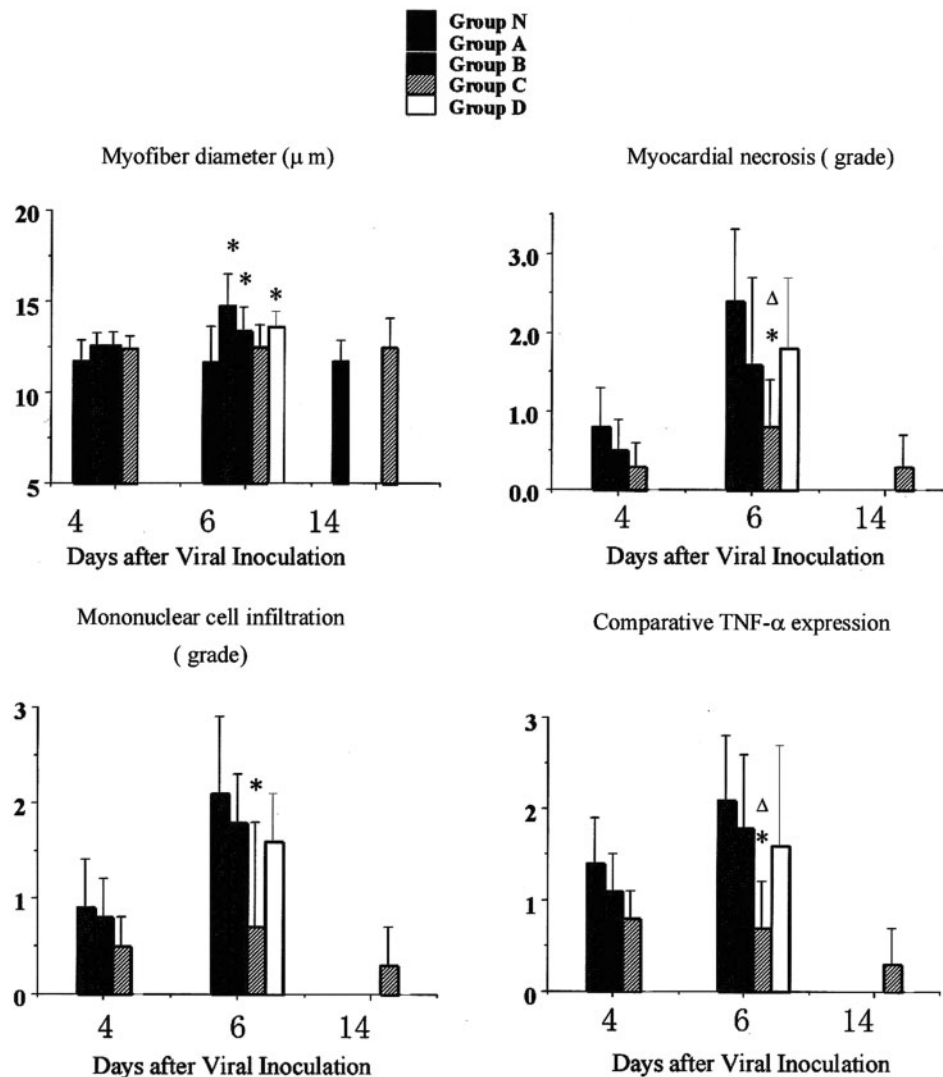 Group N
Group A
Group B
Group C
Group D
Myofiber diameter (μ m)
20
15
10
5
* * *
4 6 14
Days after Viral Inoculation
Myocardial necrosis ( grade)
3.0
2.0
1.0
0.0
Δ
*
4 6 14
Days after Viral Inoculation
Mononuclear cell infiltration
( grade)
3
2
1
0
*
4 6 14
Days after Viral Inoculation
Comparative TNF-α expression
3
2
1
0
Δ
*
4 6 14
Days after Viral Inoculation